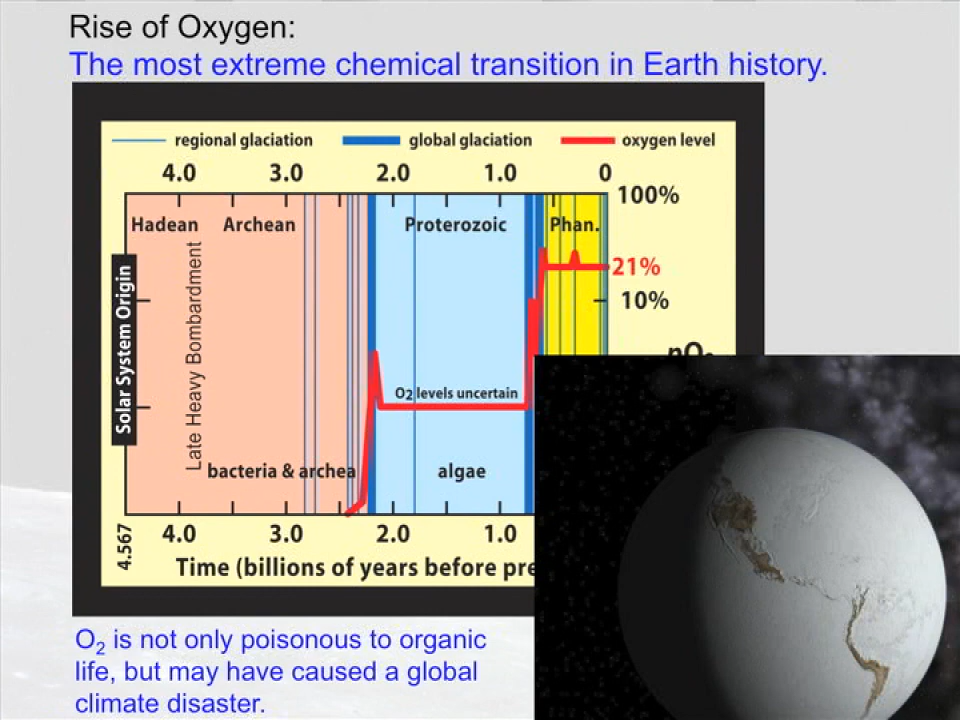 Rise of Oxygen:
The most extreme chemical transition in Earth history.
regional glaciation global glaciation oxygen level
4.0 3.0 2.0 1.0 0
100%
Hadean Archean Proterozoic Phan.
21%
10%
Solar System Origin
Late Heavy Bombardment
O2 levels uncertain
bacteria & archea algae
4.567
4.0 3.0 2.0 1.0
Time (billions of years before pre
O₂ is not only poisonous to organic
life, but may have caused a global
climate disaster.